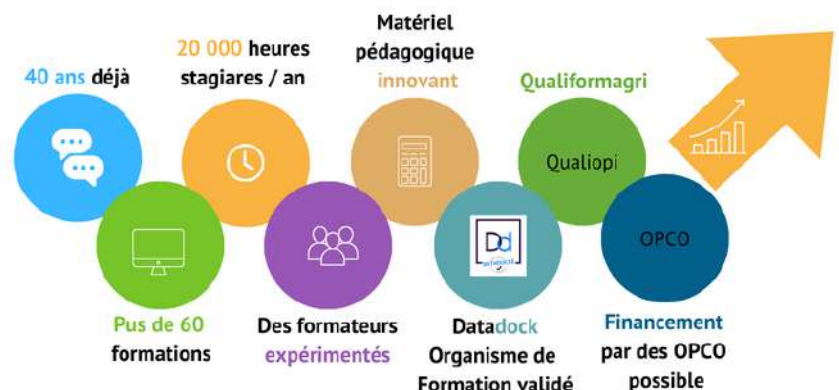 40 ans déjà
20 000 heures
stagiares / an
Matériel
pédagogique
innovant
Qualiformagri
Qualiopi
OPCO
Dd
Pus de 60
formations
Des formateurs
expérimentés
Datadock
Organisme de
Formation validé
Financement
par des OPCO
possible